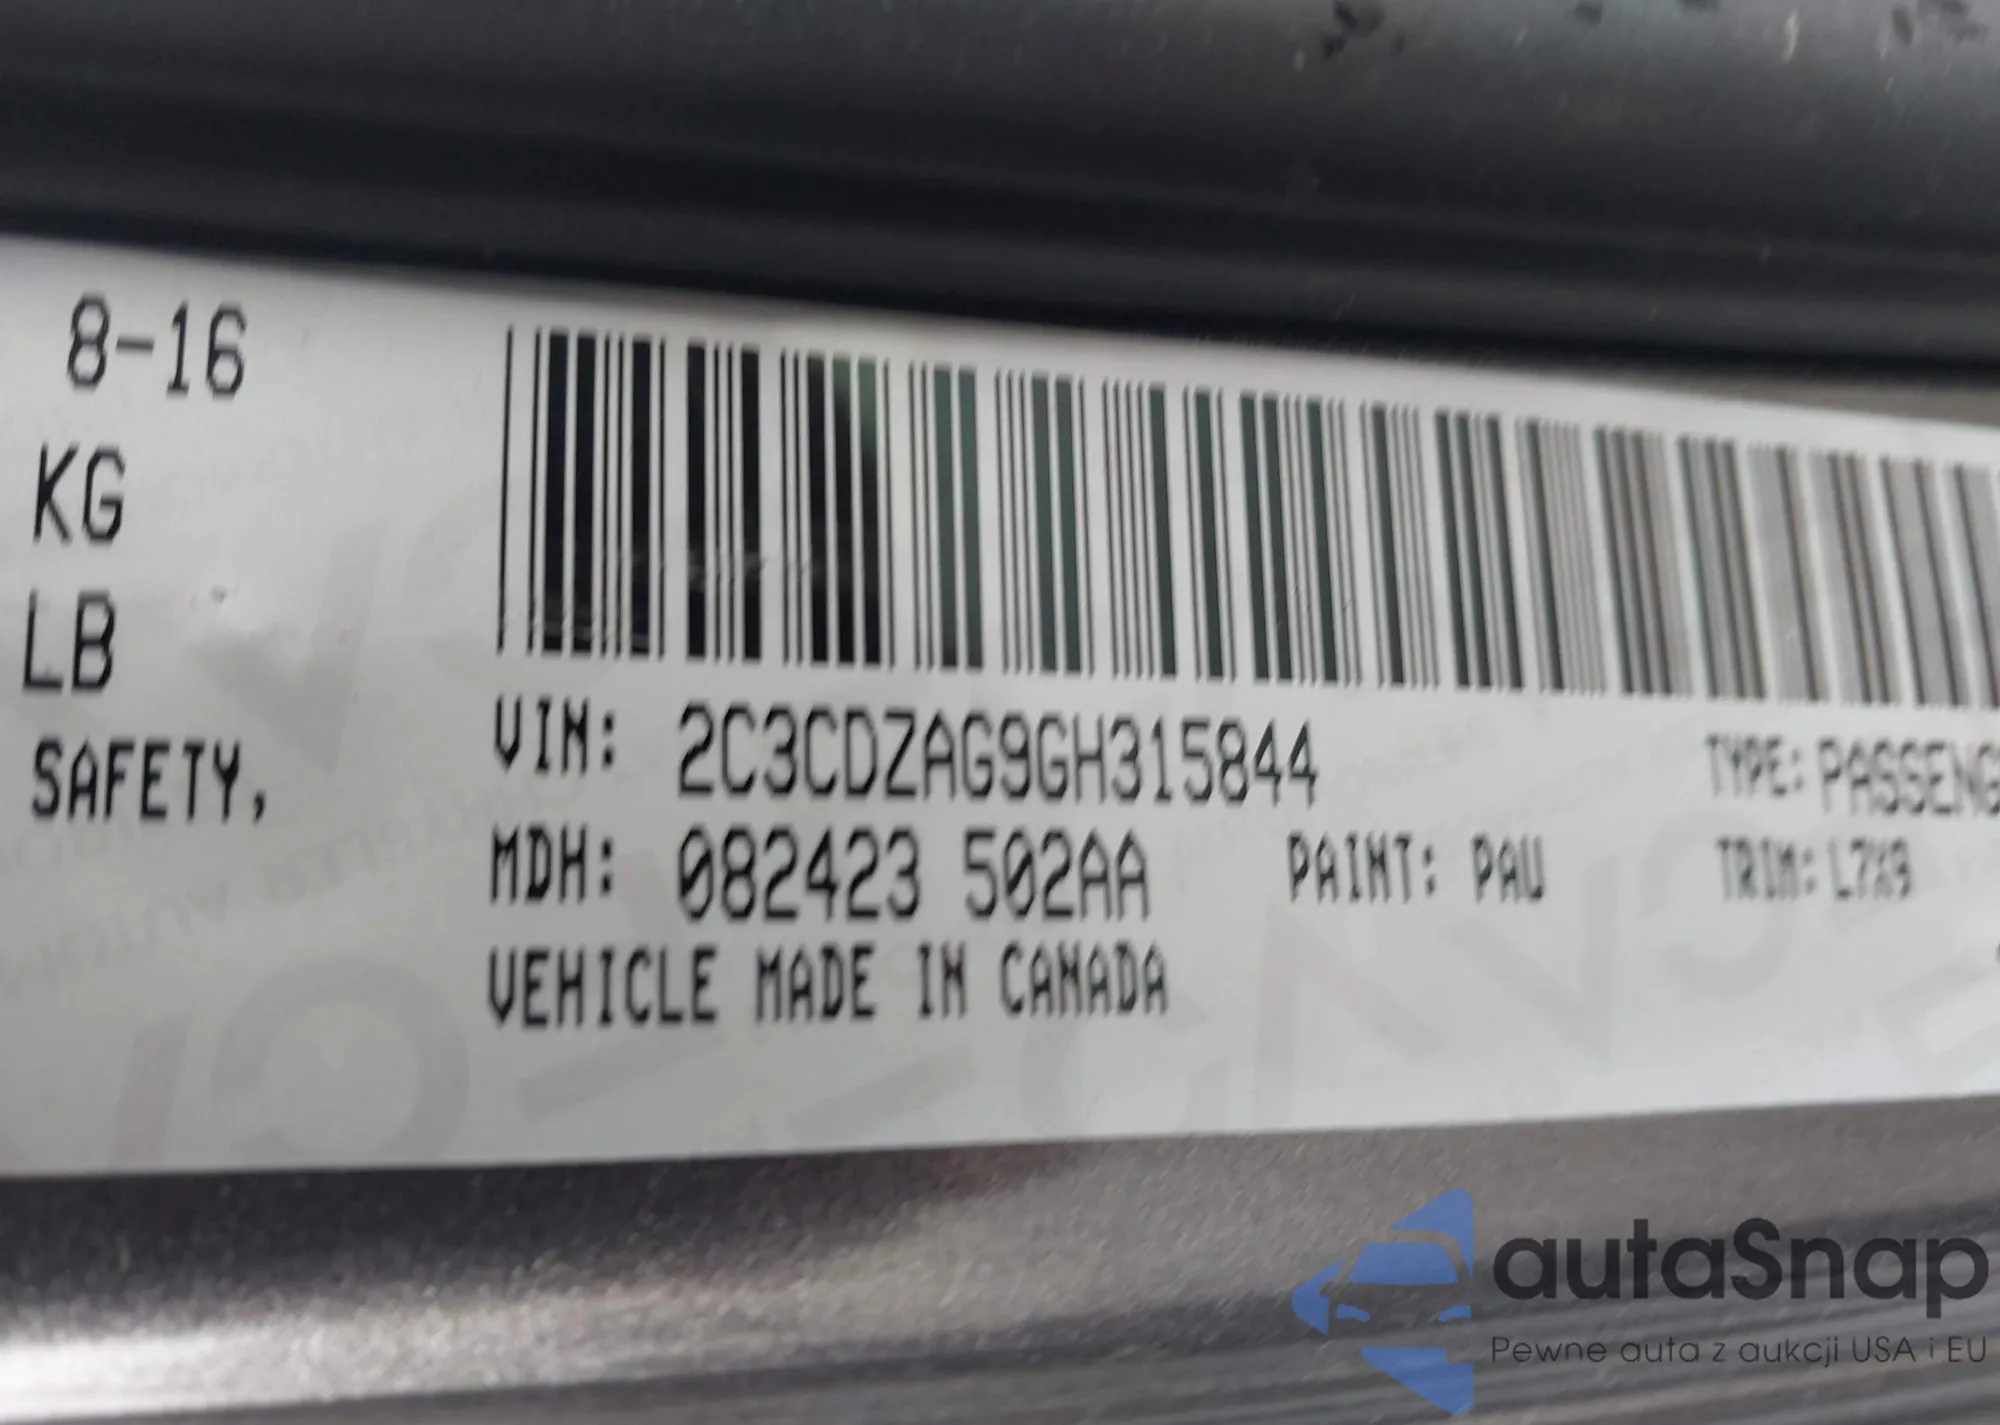 8-16
KG
LB
SAFETY,
VIN: 2C3CDZAG9GH315844
TYPE: PASSENG
MDH: 082423 502AA
PAINT: PAU
TRIM: L7X9
VEHICLE MADE IN CANADA
autaSnap
Pewne auta z aukcji USA i EU